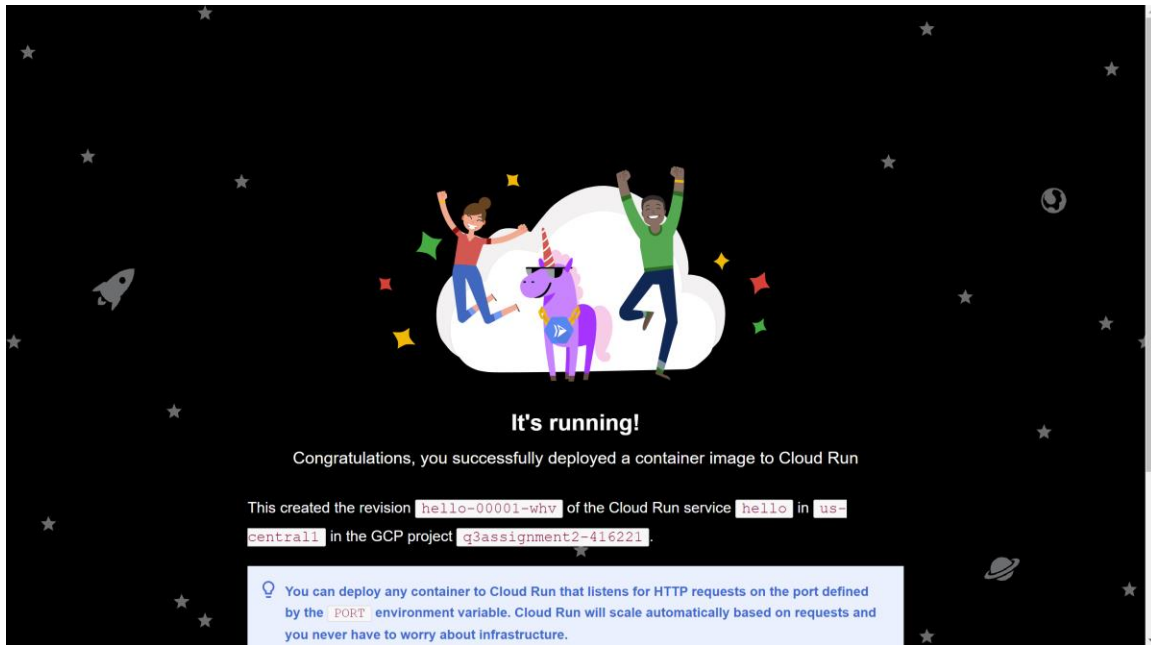 It's running!
Congratulations, you successfully deployed a container image to Cloud Run
This created the revision hello-00001-whv of the Cloud Run service hello in us-
central1 in the GCP project q3assignment2-416221 .
You can deploy any container to Cloud Run that listens for HTTP requests on the port defined
by the PORT environment variable. Cloud Run will scale automatically based on requests and
you never have to worry about infrastructure.